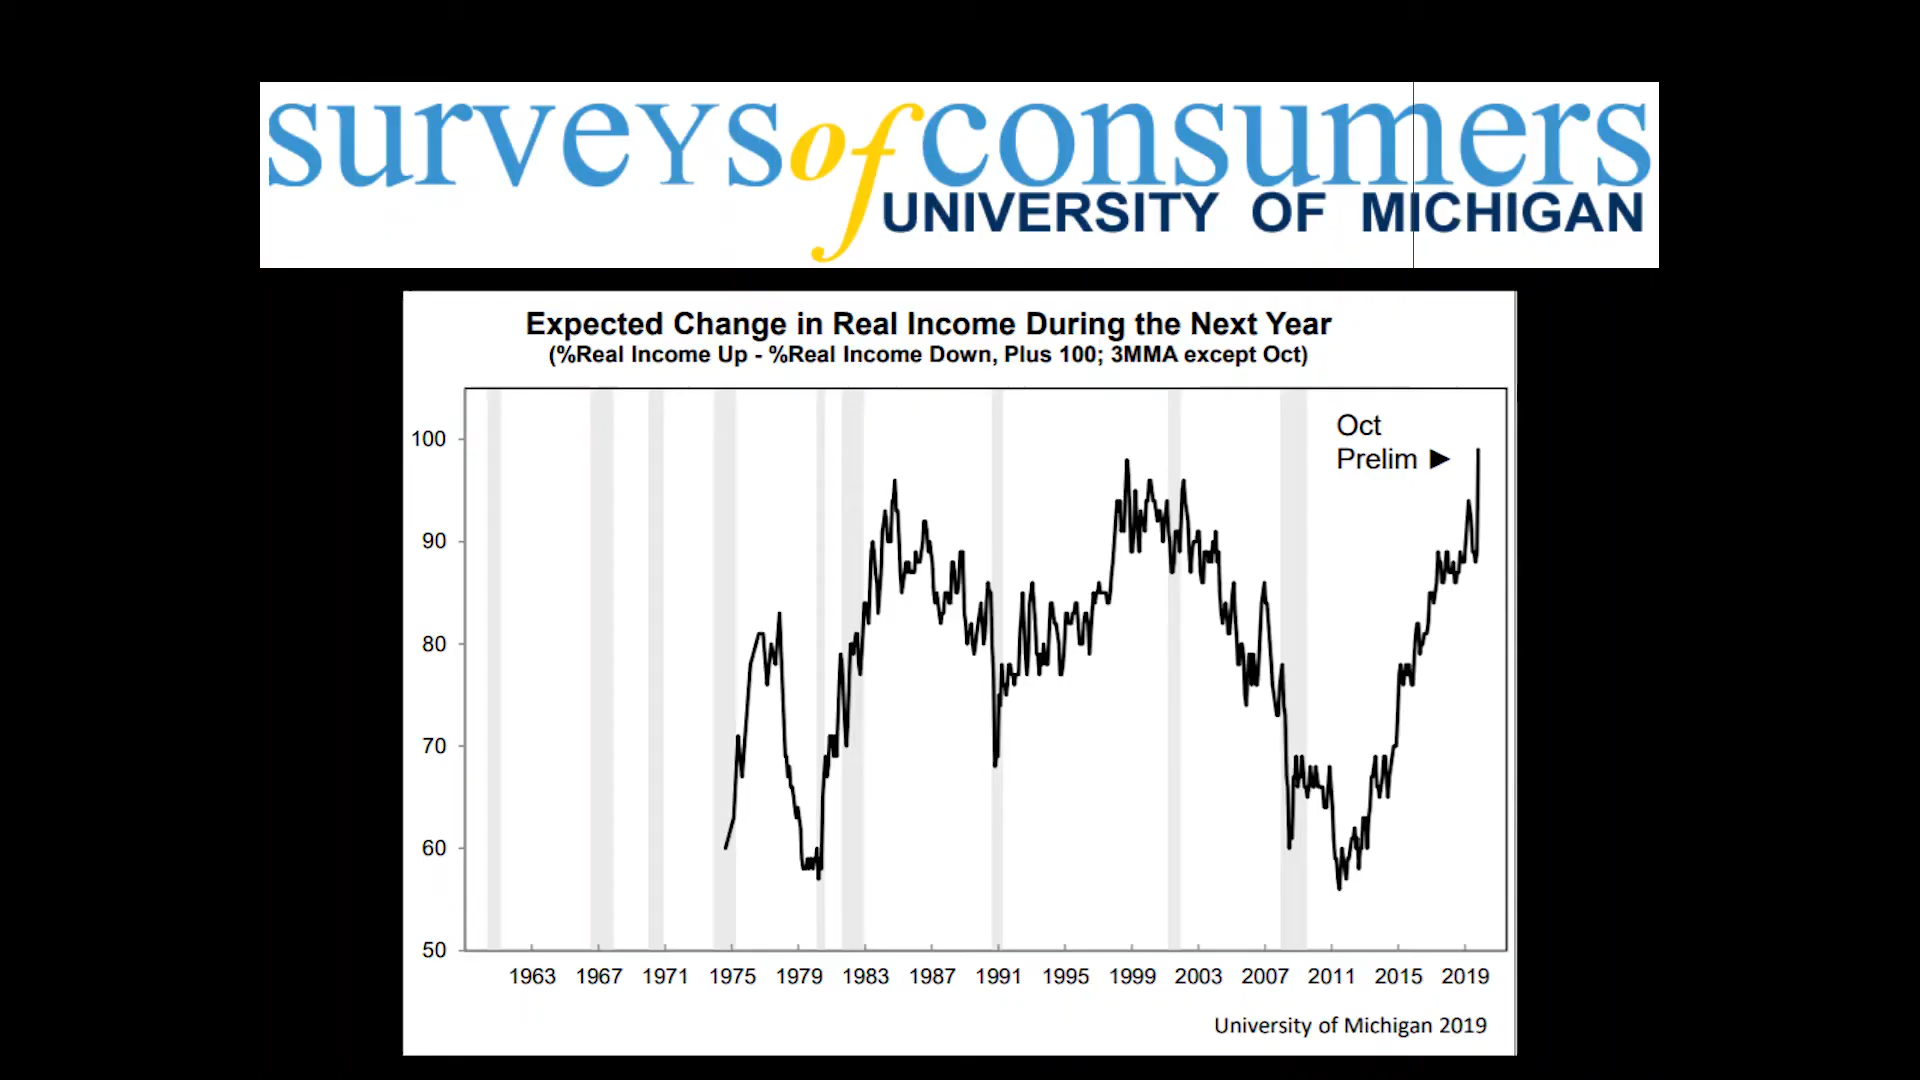 surveYs of consumers
UNIVERSITY OF MICHIGAN
Expected Change in Real Income During the Next Year
(%Real Income Up - %Real Income Down, Plus 100; 3MMA except Oct)
Oct
Prelim ►
100
90
80
70
60
50
1963 1967 1971 1975 1979 1983 1987 1991 1995 1999 2003 2007 2011 2015 2019
University of Michigan 2019